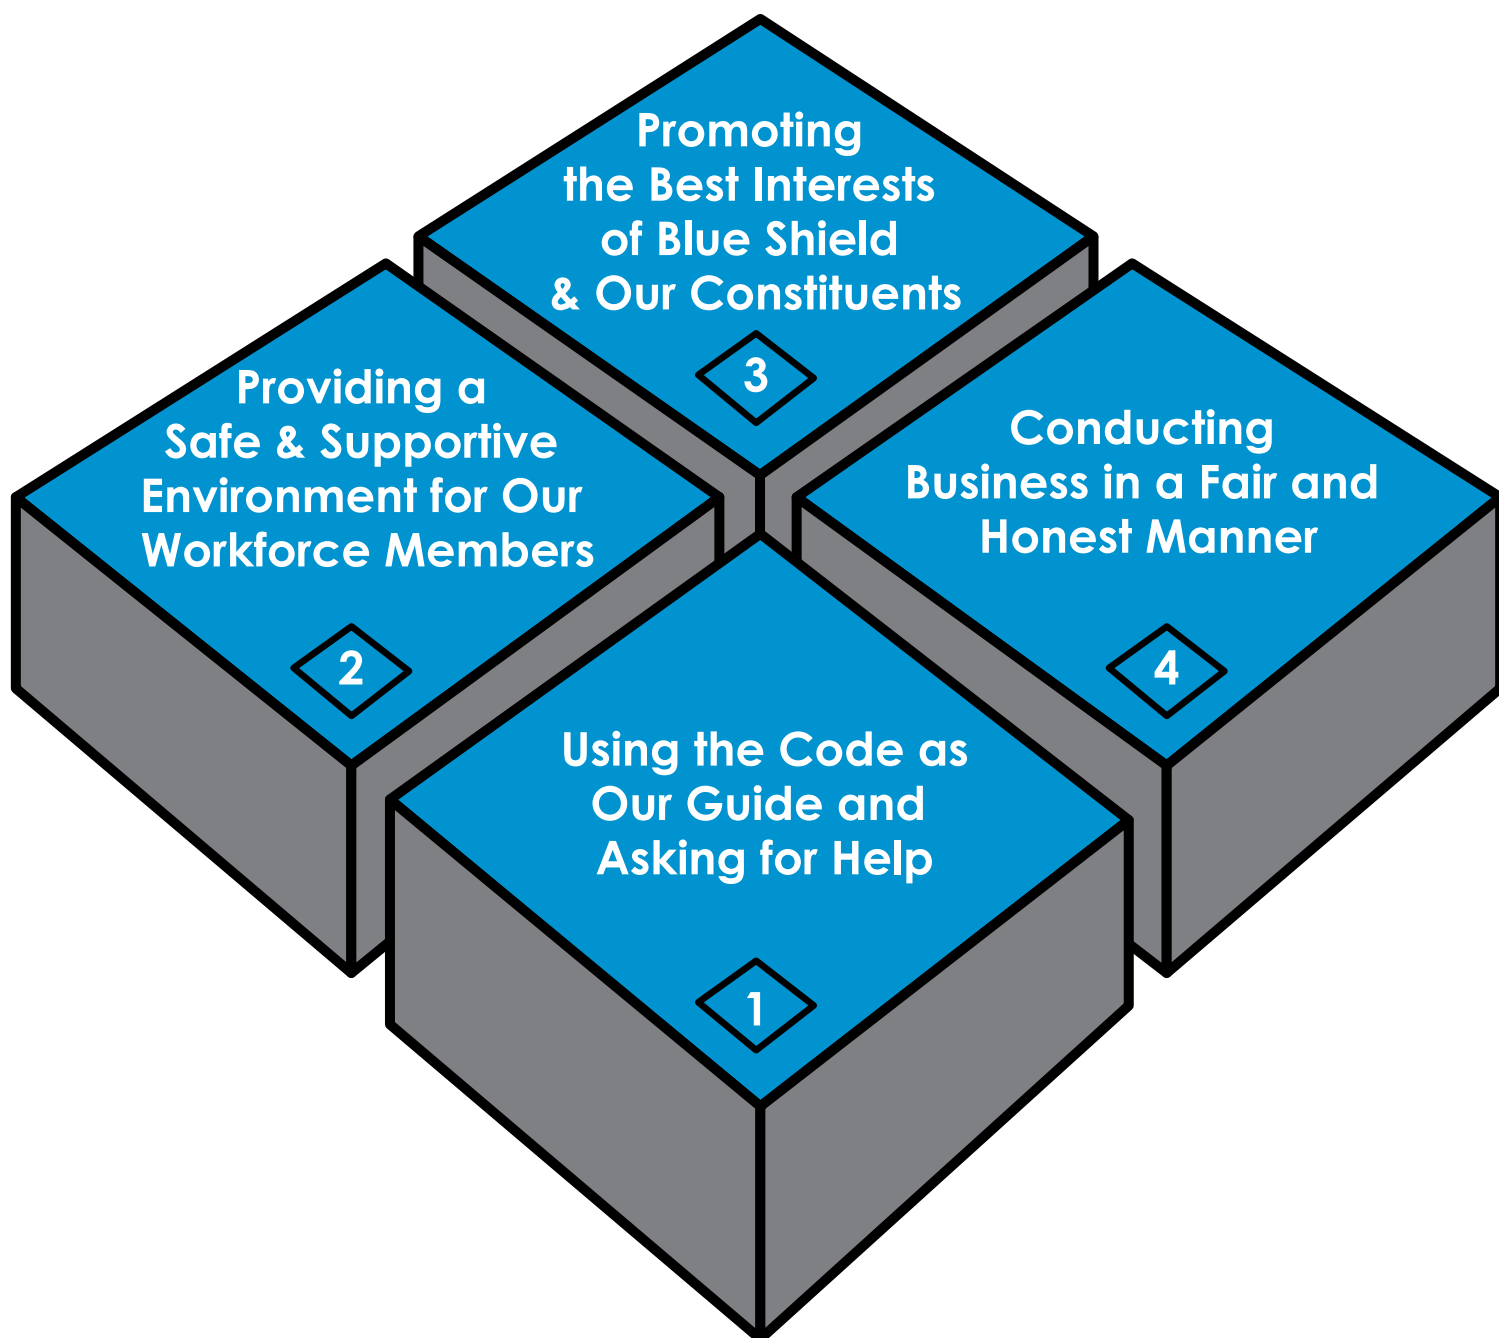 Promoting
the Best Interests
of Blue Shield
& Our Constituents
3
Providing a
Safe & Supportive
Environment for Our
Workforce Members
2
Conducting
Business in a Fair and
Honest Manner
4
Using the Code as
Our Guide and
Asking for Help
1